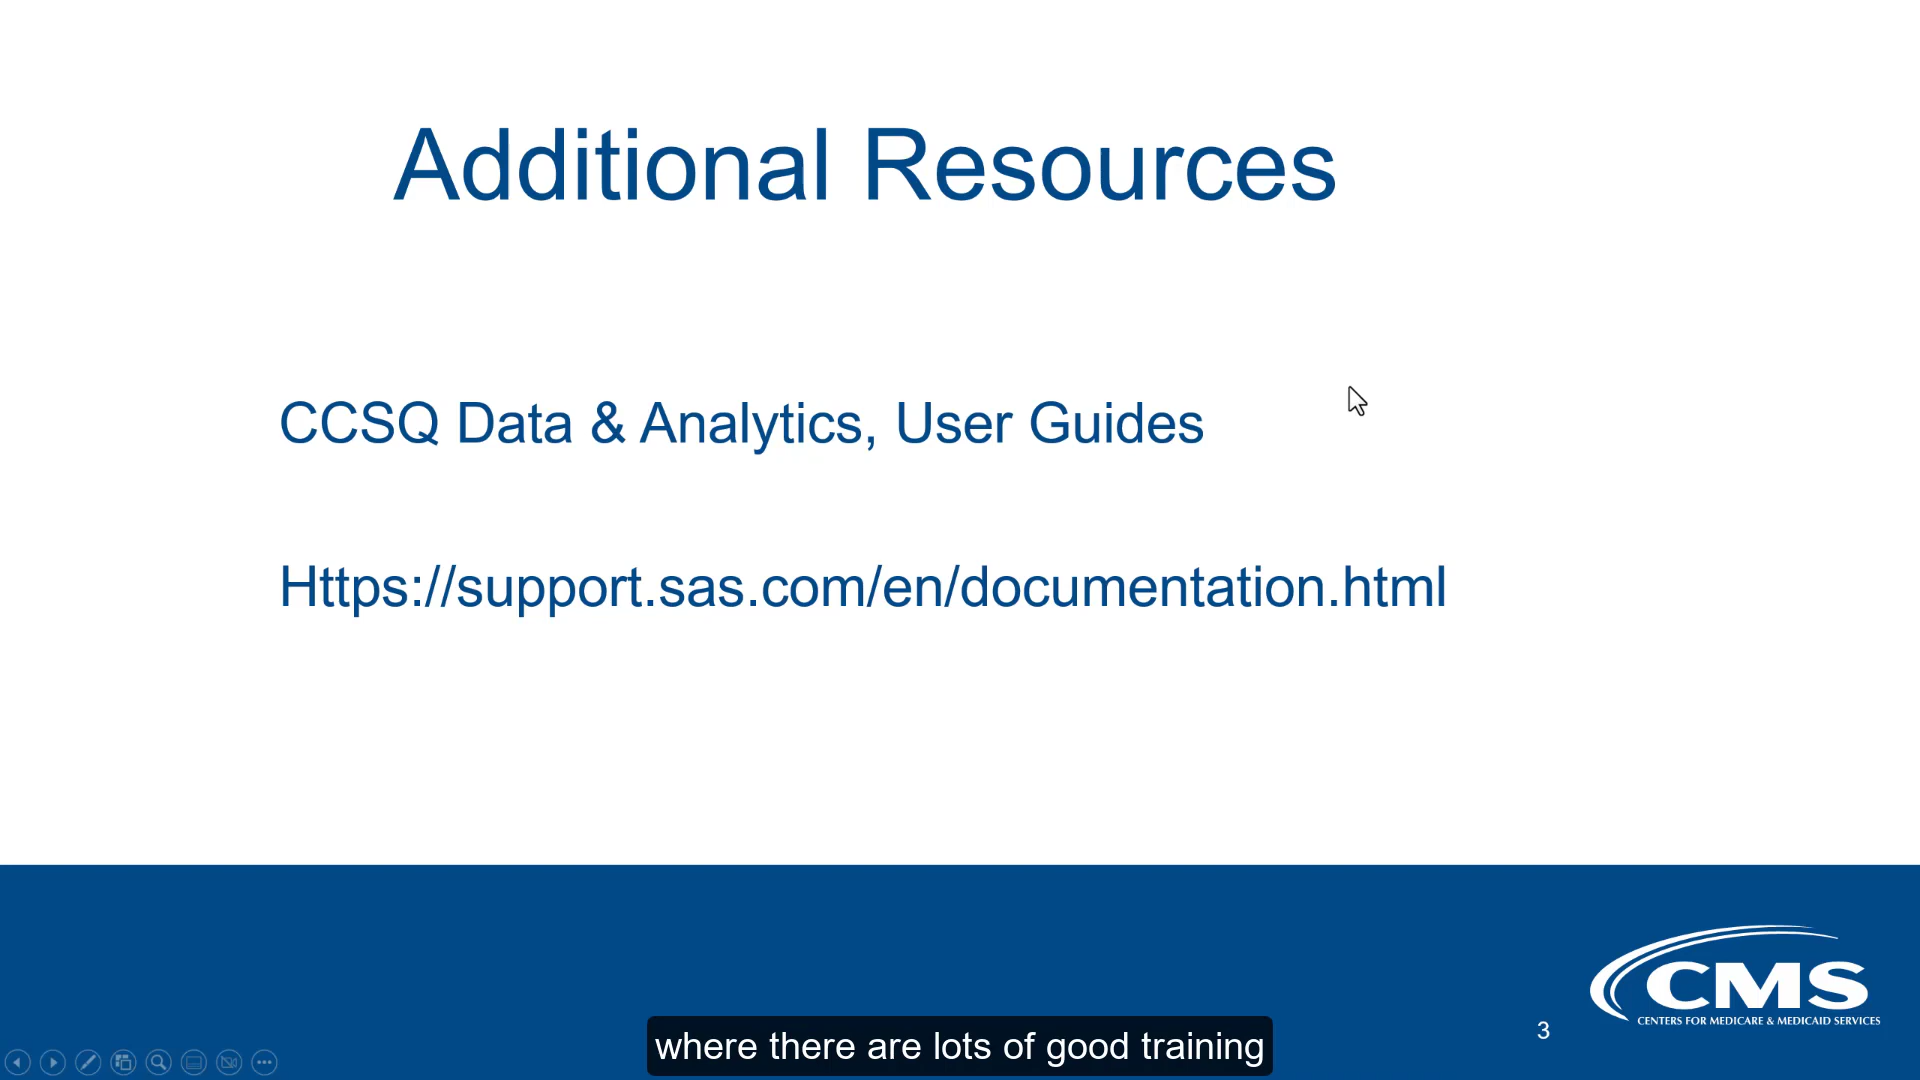 Additional Resources
CCSQ Data & Analytics, User Guides
Https://support.sas.com/en/documentation.html
CMS
CENTERS FOR MEDICARE & MEDICAID SERVICES
3
where there are lots of good training